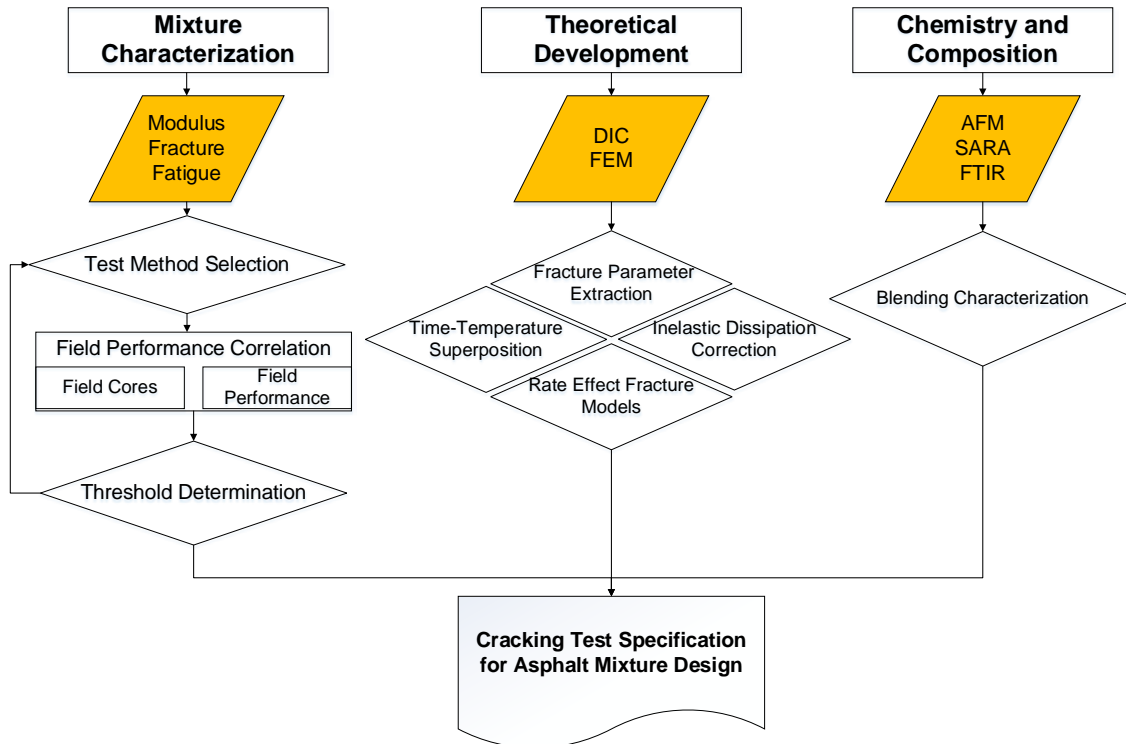 Mixture
Characterization
Modulus
Fracture
Fatigue
Test Method Selection
Field Performance Correlation
Field Cores
Field
Performance
Threshold Determination
Theoretical
Development
DIC
FEM
Fracture Parameter
Extraction
Time-Temperature
Superposition
Inelastic Dissipation
Correction
Rate Effect Fracture
Models
Chemistry and
Composition
AFM
SARA
FTIR
Blending Characterization
Cracking Test Specification
for Asphalt Mixture Design